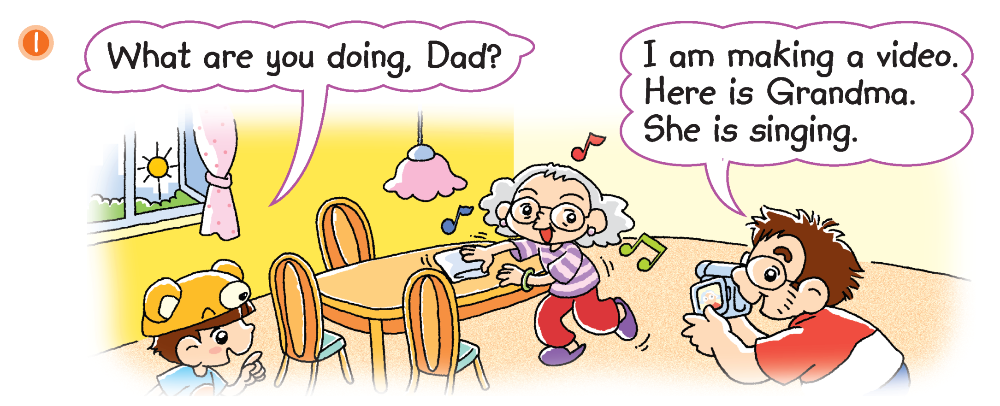 1
What are you doing, Dad?
I am making a video.
Here is Grandma.
She is singing.